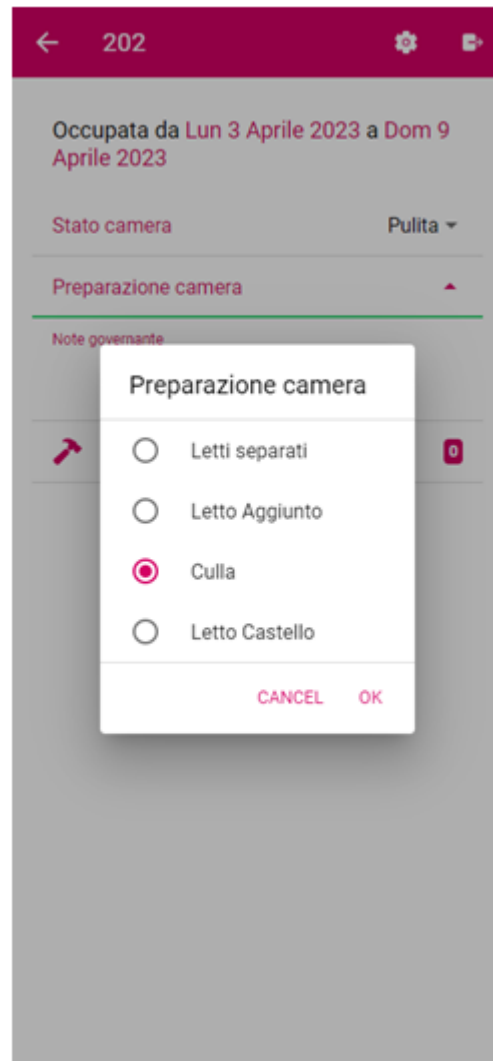 202
Occupata da Lun 3 Aprile 2023 a Dom 9
Aprile 2023
Stato camera Pulita
Preparazione camera
Note governante
Preparazione camera
Letti separati
0
Letto Aggiunto
Culla
Letto Castello
CANCEL OK